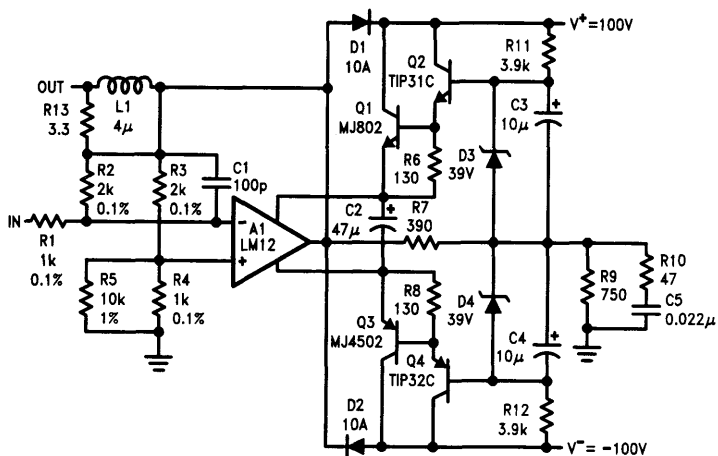 V⁺=100V
D1
10A
Q2
TIP31C
R11
3.9k
OUT
L1
4μ
R13
3.3
Q1
MJ802
C3
10μ
+
R2
2k
0.1%
R3
2k
0.1%
C1
100p
R6
130
D3
39V
IN
R1
1k
0.1%
A1
LM12
-
+
C2
47μ
+
R7
390
R5
10k
1%
R4
1k
0.1%
R8
130
D4
39V
R9
750
R10
47
C5
0.022μ
Q3
MJ4502
Q4
TIP32C
C4
10μ
+
D2
10A
R12
3.9k
V⁻= -100V